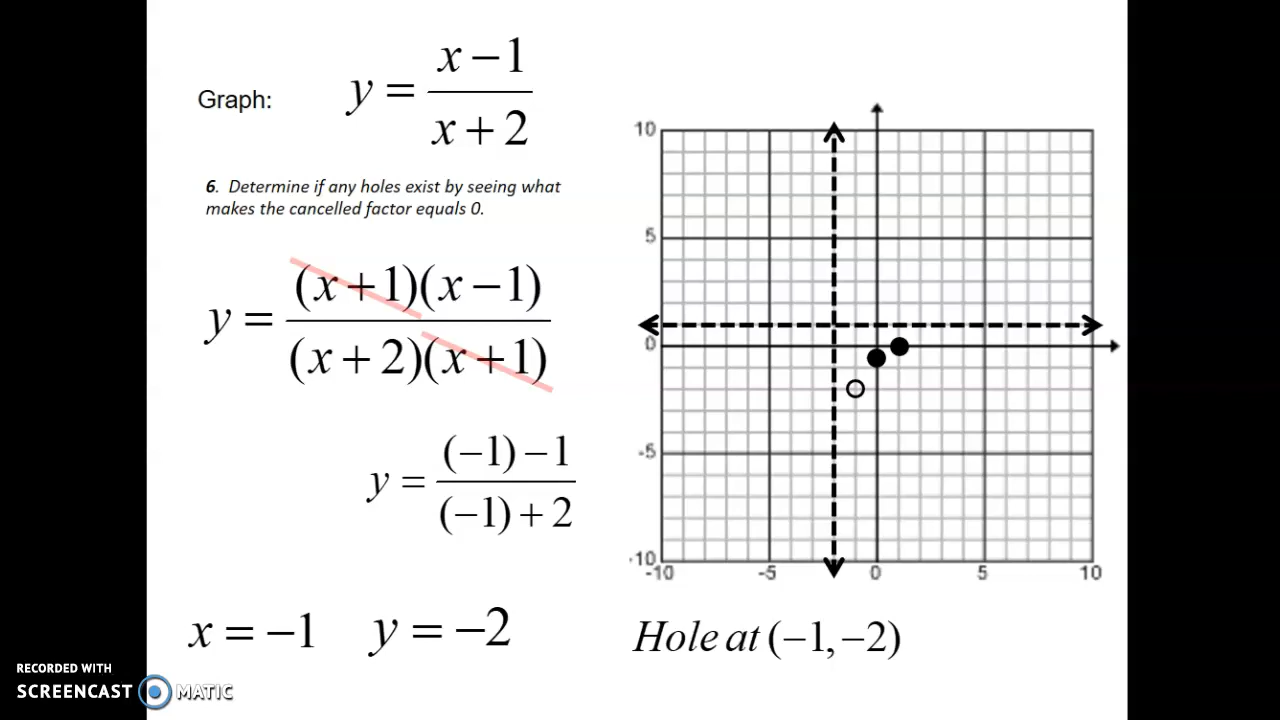 Graph: y = (x − 1)/(x + 2)
6. Determine if any holes exist by seeing what
makes the cancelled factor equals 0.
y = (x + 1)(x − 1)/(x + 2)(x + 1)
y = (−1) − 1/(−1) + 2
x = −1 y = −2
10
5
0
-5
-10
-10 -5 0 5 10
Hole at (−1, −2)
RECORDED WITH
SCREENCAST MATIC